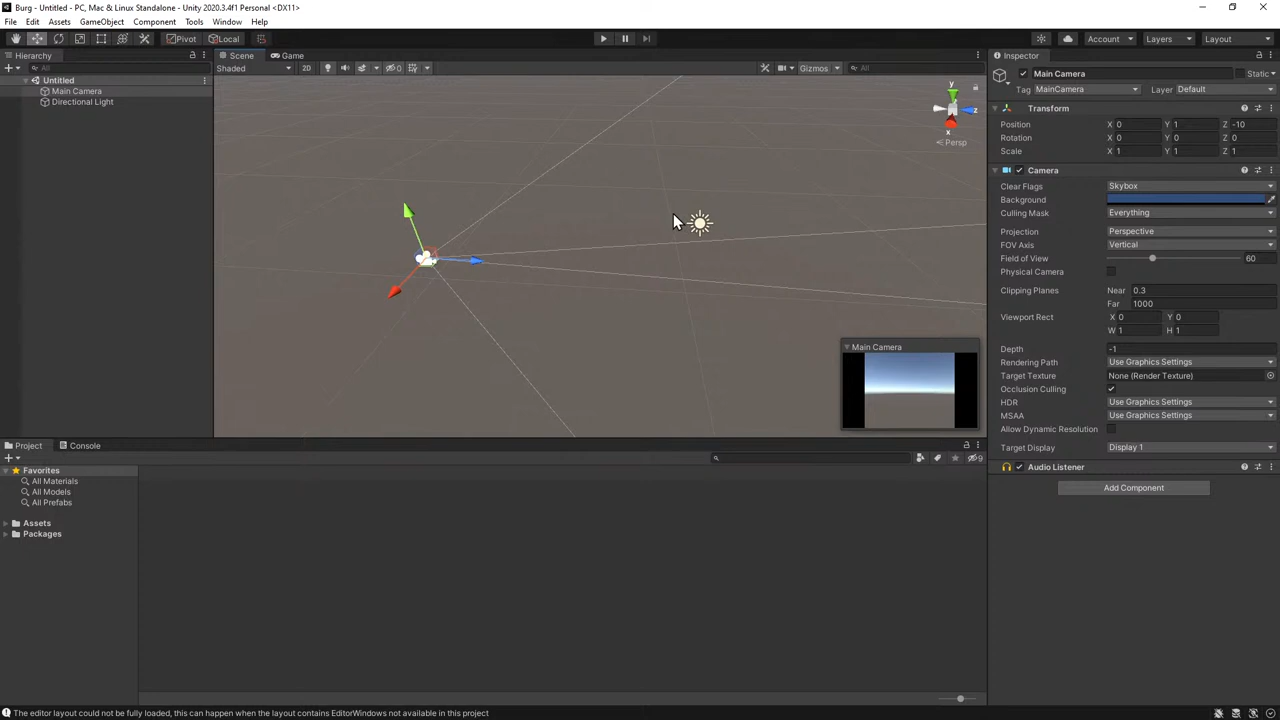 Burg - Untitled - PC, Mac & Linux Standalone - Unity 2020.3.4f1 Personal <DX11>
File Edit Assets GameObject Component Tools Window Help
Pivot Local Account Layers Layout
Hierarchy Scene Game Inspector
All Shaded 2D 0 Gizmos All
Untitled
Main Camera
Directional Light
y
z
x
Persp
Main Camera
Main Camera Static
Tag MainCamera Layer Default
Transform
Position X 0 Y 1 Z -10
Rotation X 0 Y 0 Z 0
Scale X 1 Y 1 Z 1
Camera
Clear Flags Skybox
Background
Culling Mask Everything
Projection Perspective
FOV Axis Vertical
Field of View 60
Physical Camera
Clipping Planes Near 0.3
Far 1000
Viewport Rect X 0 Y 0
W 1 H 1
Depth -1
Rendering Path Use Graphics Settings
Target Texture None (Render Texture)
Occlusion Culling
HDR Use Graphics Settings
MSAA Use Graphics Settings
Allow Dynamic Resolution
Target Display Display 1
Audio Listener
Add Component
Project Console
9
Favorites
All Materials
All Models
All Prefabs
Assets
Packages
The editor layout could not be fully loaded, this can happen when the layout contains EditorWindows not available in this project